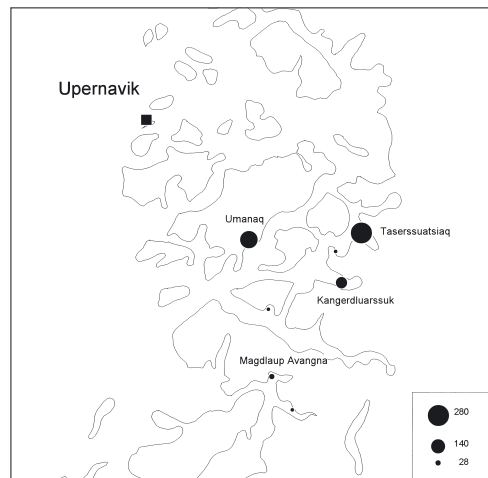 Upernavik
Umanaq
Taserssuatsiaq
Kangerdluarssuk
Magdlaup Avangna
280
140
28